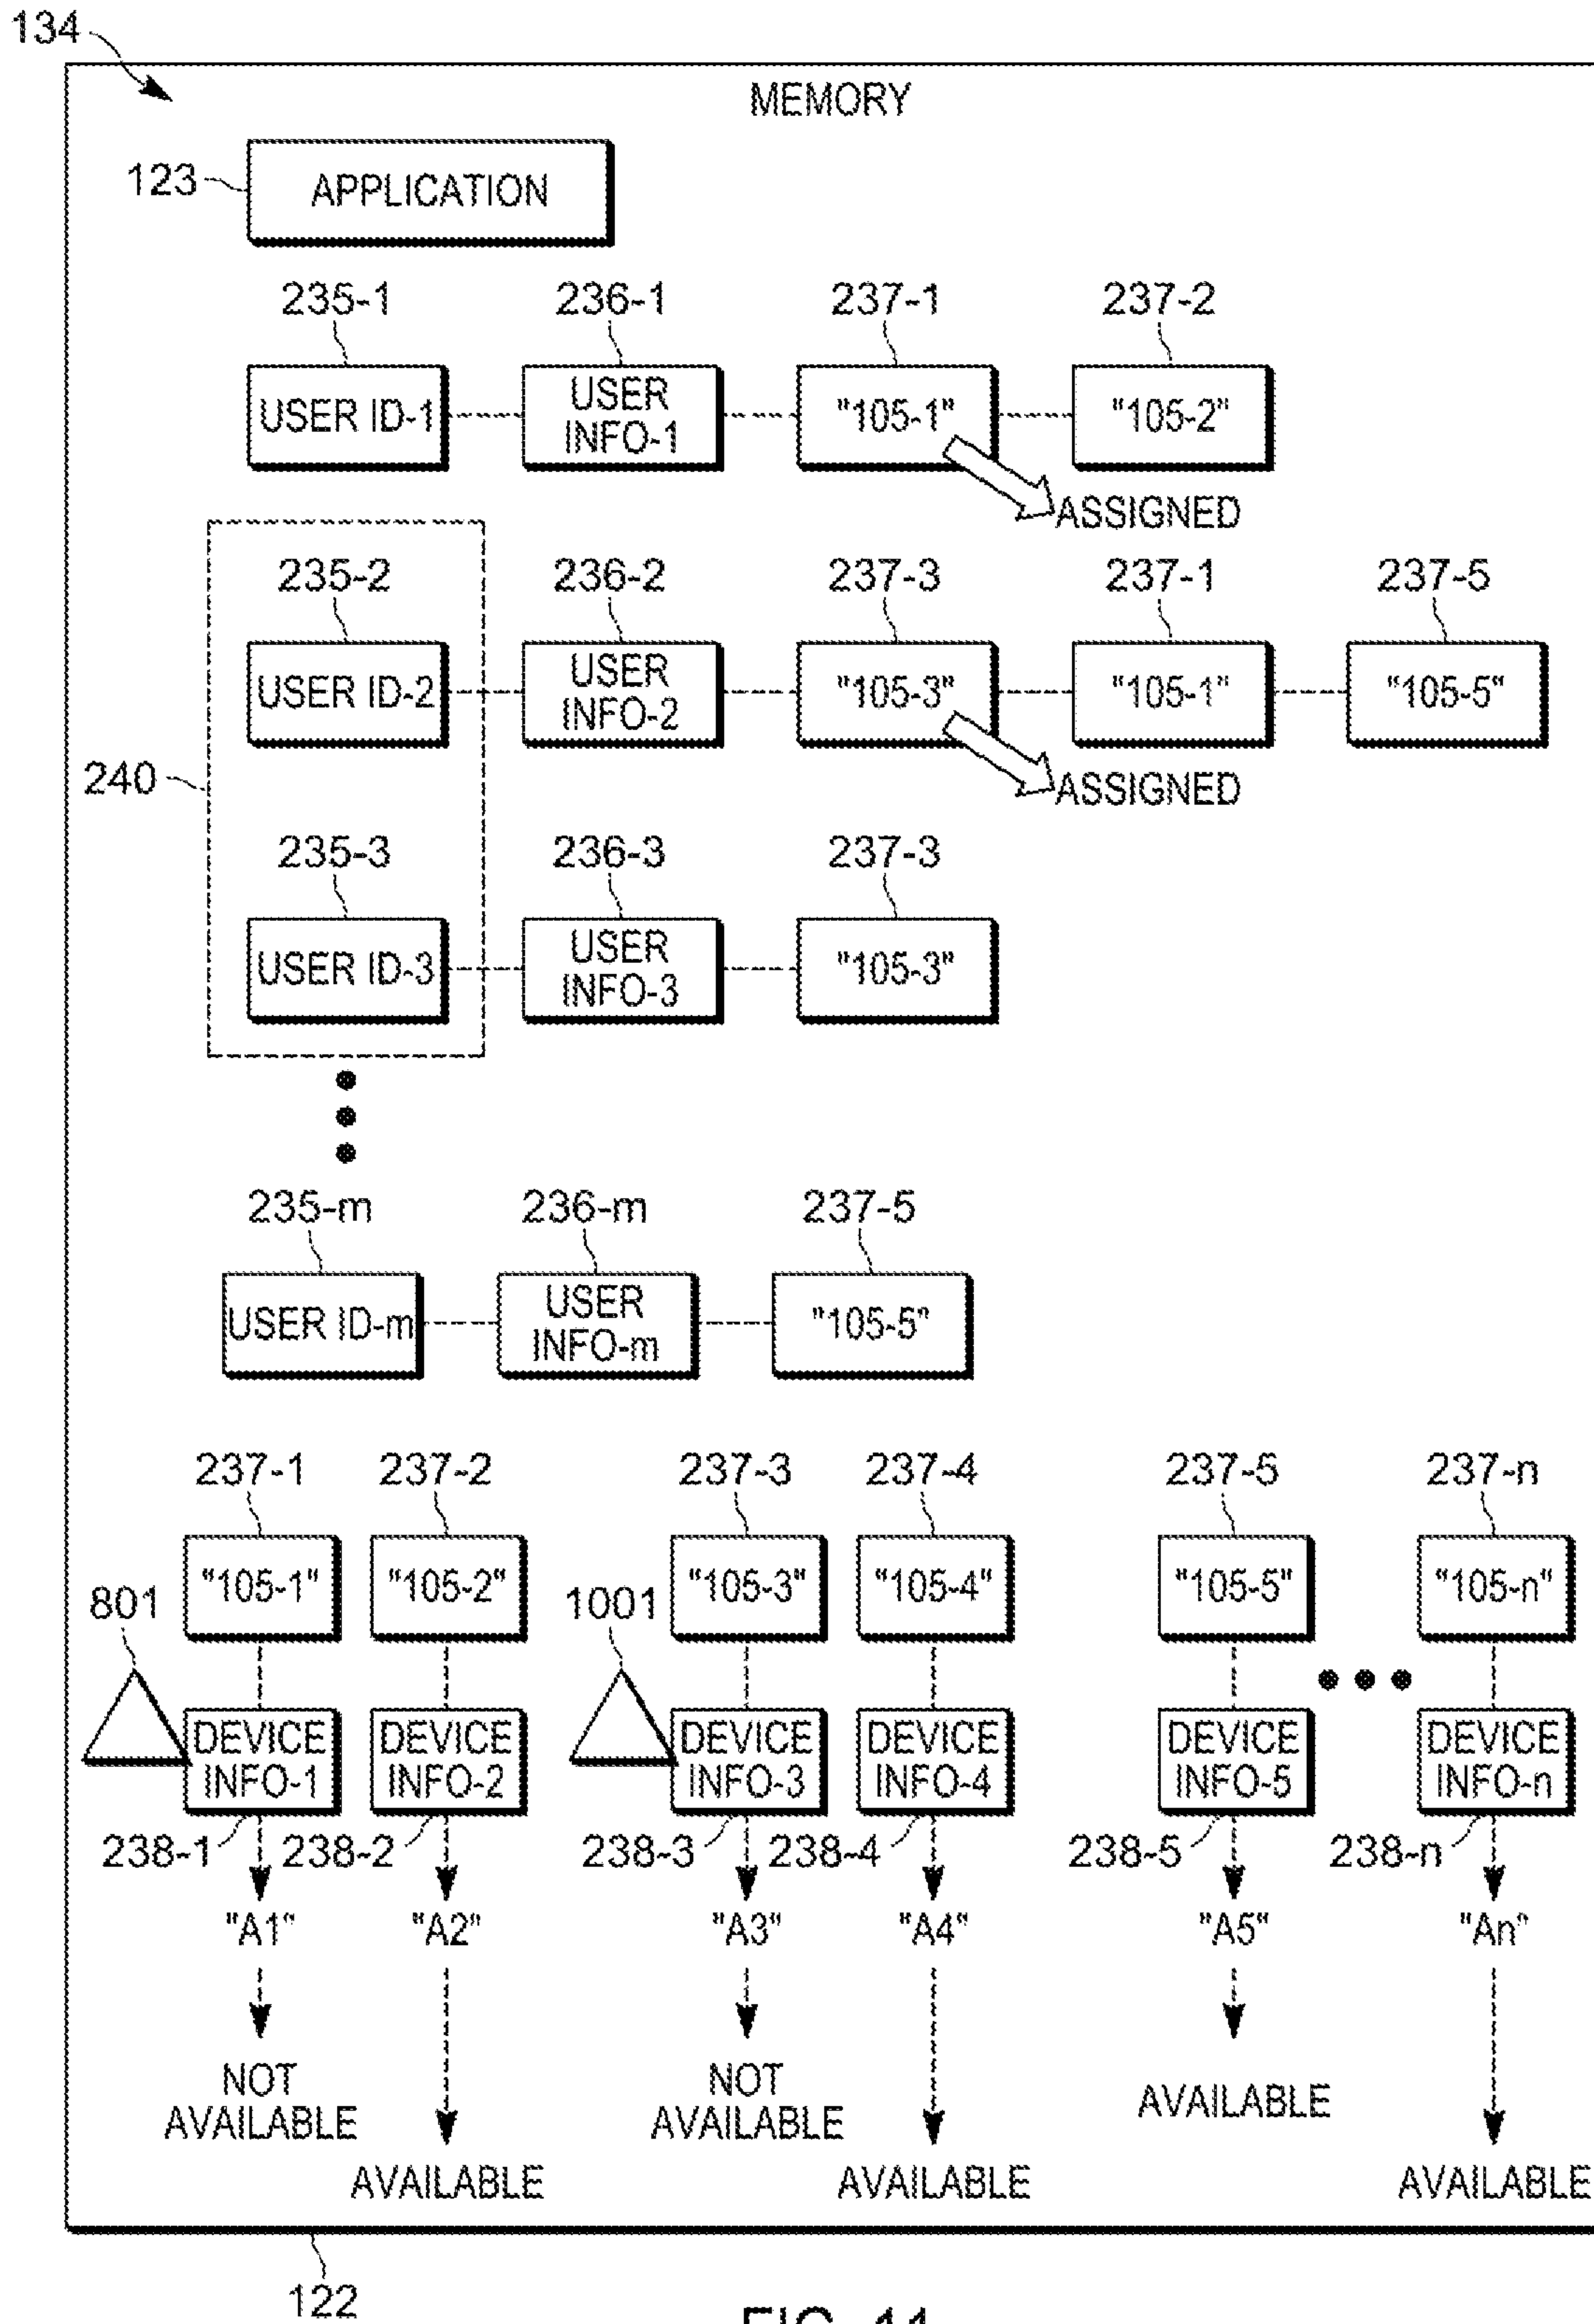 134
MEMORY
123
APPLICATION
235-1 236-1 237-1 237-2
USER ID-1 USER INFO-1 "105-1" "105-2"
ASSIGNED
235-2 236-2 237-3 237-1 237-5
USER ID-2 USER INFO-2 "105-3" "105-1" "105-5"
240
ASSIGNED
235-3 236-3 237-3
USER ID-3 USER INFO-3 "105-3"
235-m 236-m 237-5
USER ID-m USER INFO-m "105-5"
237-1 237-2 237-3 237-4 237-5 237-n
"105-1" "105-2" "105-3" "105-4" "105-5" "105-n"
801 1001
DEVICE DEVICE DEVICE DEVICE DEVICE DEVICE
INFO-1 INFO-2 INFO-3 INFO-4 INFO-5 INFO-n
238-1 238-2 238-3 238-4 238-5 238-n
"A1" "A2" "A3" "A4" "A5" "An"
NOT NOT
AVAILABLE AVAILABLE AVAILABLE
AVAILABLE AVAILABLE AVAILABLE
122
FIG. 11